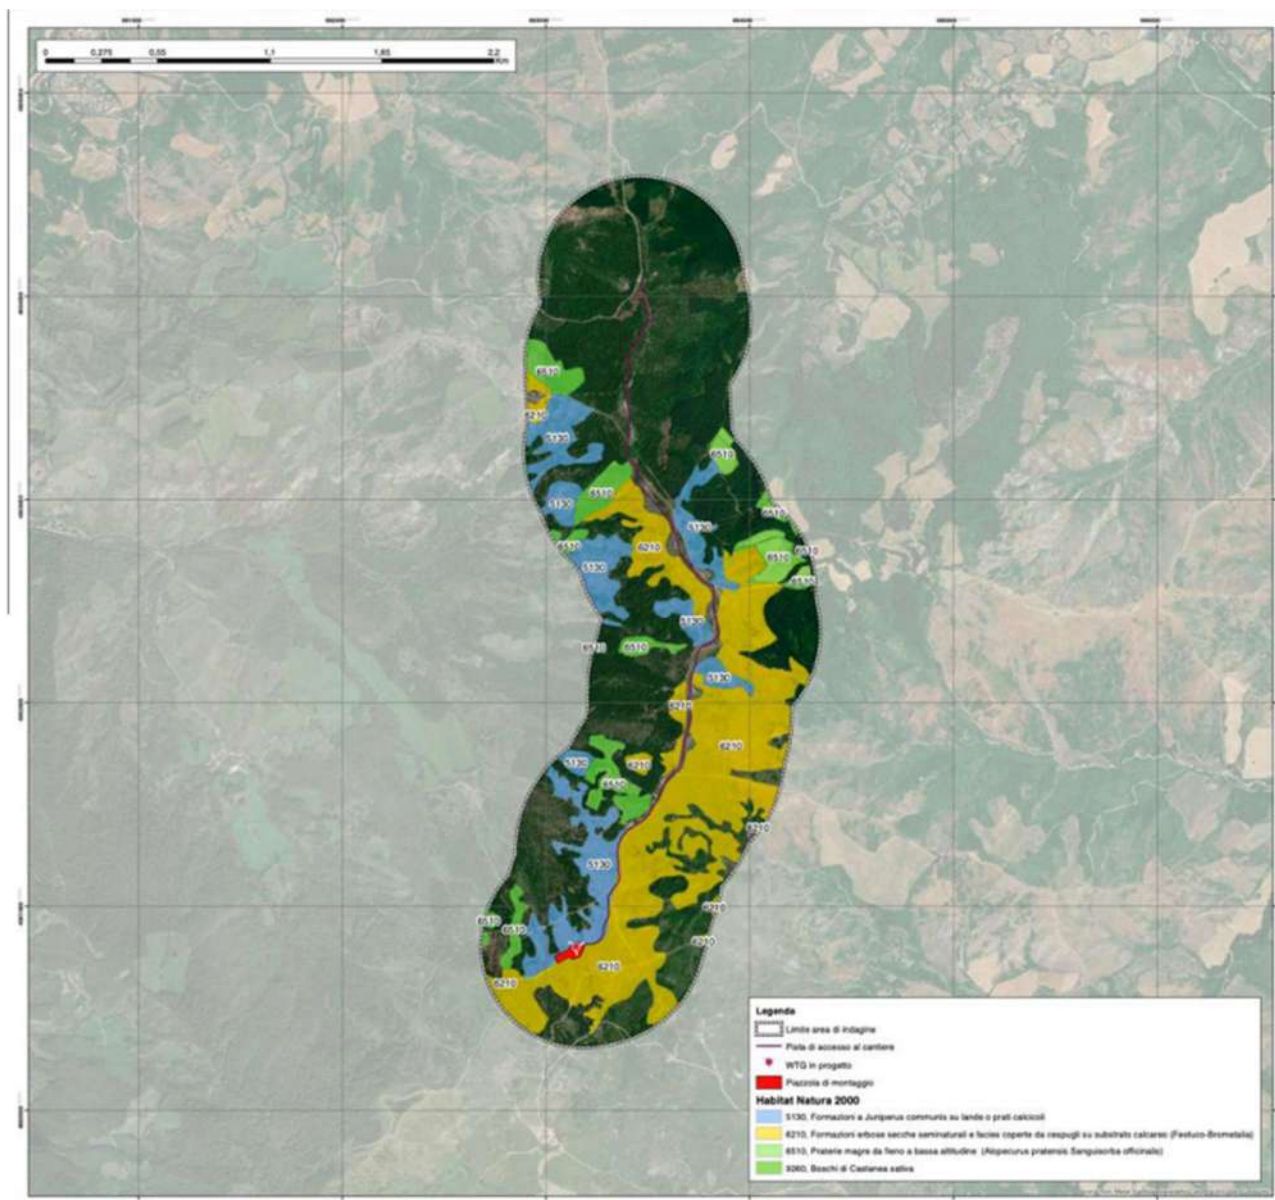 0 0,275 0,55 1,1 1,65 2,2
Km
6510
6210
5130
6510
5130
6510
6510
5130
6510
6210
6510
6510
6510
5130
6510
5130
6510
6510
5130
6210
6210
5130
6210
6510
6210
5130
6210
6510
6510
6210
6210
6210
Legenda
Limite area di indagine
Pista di accesso al cantiere
WTG in progetto
Piazzola di montaggio
Habitat Natura 2000
5130, Formazioni a Juniperus communis su lande o prati calcicoli
6210, Formazioni erbose secche seminaturali e facies coperte da cespugli su substrato calcareo (Festuco-Brometalia)
6510, Praterie magre da fieno a bassa altitudine (Alopecurus pratensis Sanguisorba officinalis)
9260, Boschi di Castanea sativa